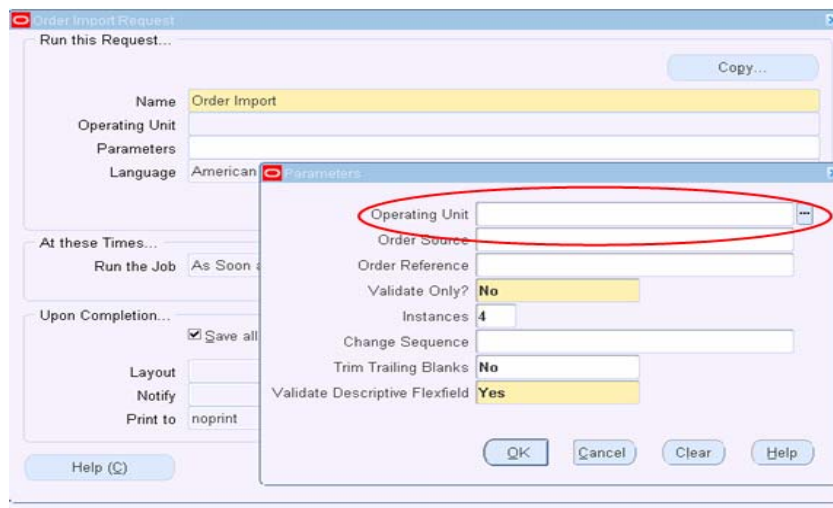 Order Import Request
Run this Request...
Copy...
Name Order Import
Operating Unit
Parameters
Language American
Parameters
Operating Unit
Order Source
Order Reference
Validate Only? No
Instances 4
Change Sequence
Trim Trailing Blanks No
Validate Descriptive Flexfield Yes
OK Cancel Clear Help
At these Times...
Run the Job As Soon a
Upon Completion...
Save all
Layout
Notify
Print to noprint
Help (C)